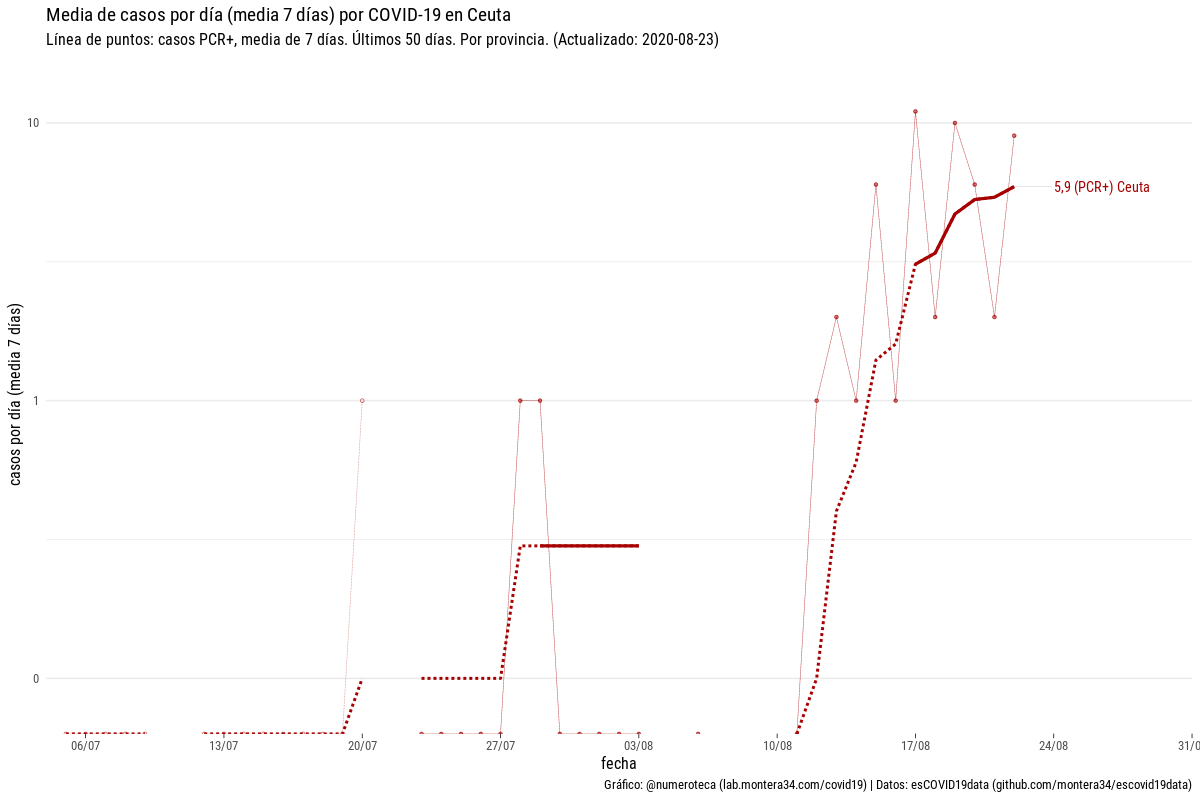 Media de casos por día (media 7 días) por COVID-19 en Ceuta
Línea de puntos: casos PCR+, media de 7 días. Últimos 50 días. Por provincia. (Actualizado: 2020-08-23)
casos por día (media 7 días)
10
1
0
5,9 (PCR+) Ceuta
06/07
13/07
20/07
27/07
03/08
10/08
17/08
24/08
31/0
fecha
Gráfico: @numeroteca (lab.montera34.com/covid19) | Datos: esCOVID19data (github.com/montera34/escovid19data)